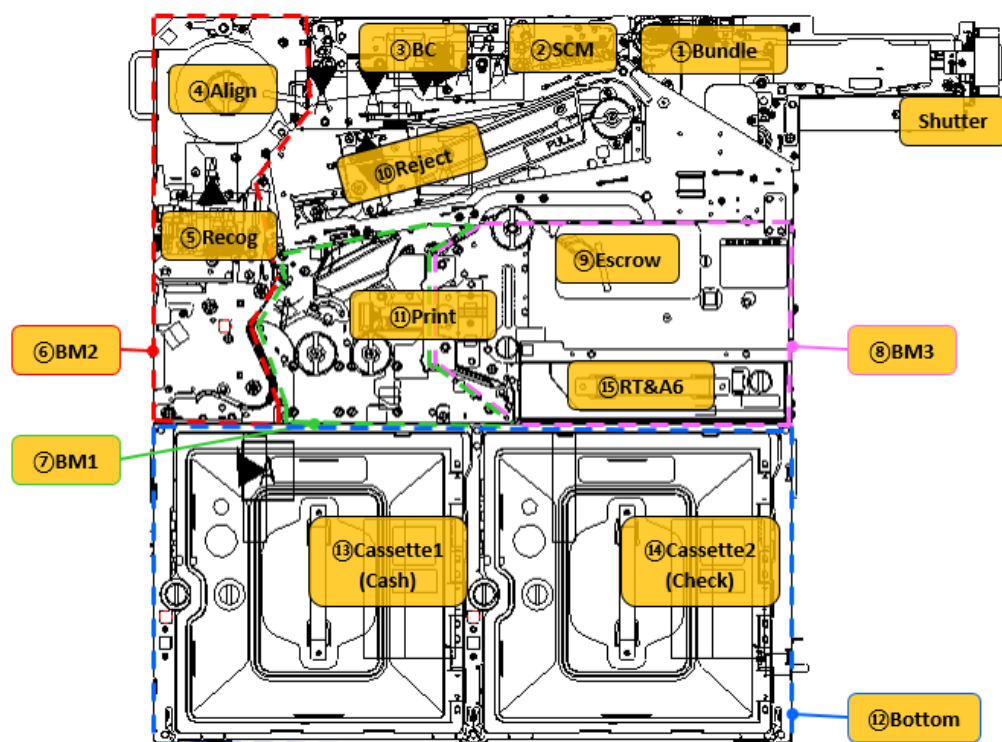 ③BC
②SCM
①Bundle
④Align
Shutter
PULL
⑩Reject
⑤Recog
⑨Escrow
⑪Print
⑥BM2
⑧BM3
⑮RT&A6
⑦BM1
⑬Cassette1
(Cash)
⑭Cassette2
(Check)
⑫Bottom